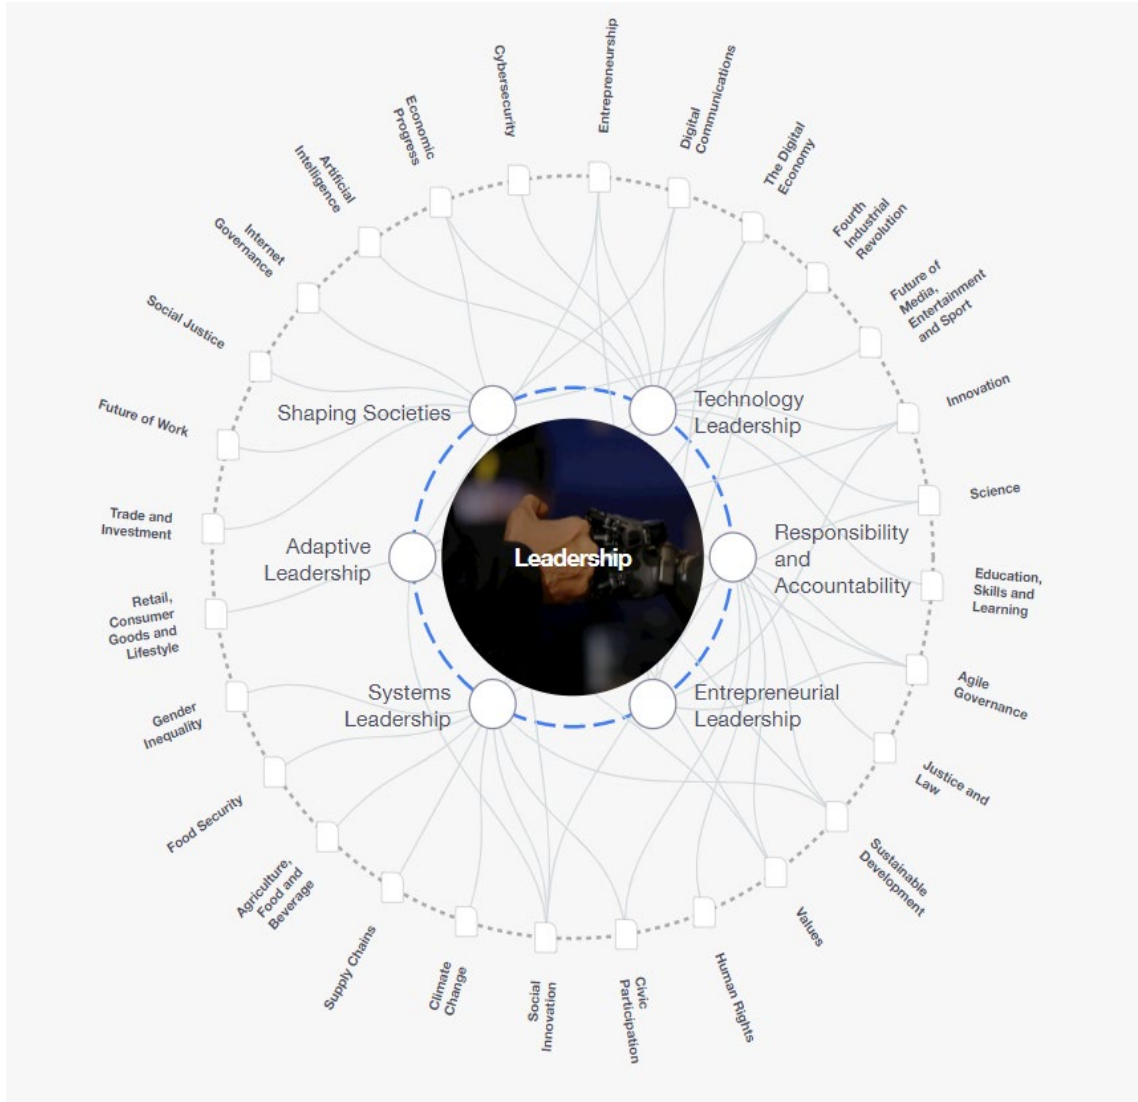 Entrepreneurship
Digital
Communications
The Digital
Economy
Fourth
Industrial
Revolution
Future of
Media,
Entertainment
and Sport
Innovation
Science
Education,
Skills and
Learning
Agile
Governance
Justice and
Law
Sustainable
Development
Values
Human Rights
Civic
Participation
Social
Innovation
Climate
Change
Supply Chains
Agriculture,
Food and
Beverage
Food Security
Gender
Inequality
Retail,
Consumer
Goods and
Lifestyle
Trade and
Investment
Future of Work
Social Justice
Internet
Governance
Artificial
Intelligence
Economic
Progress
Cybersecurity
Shaping Societies
Technology
Leadership
Adaptive
Leadership
Leadership
Responsibility
and
Accountability
Systems
Leadership
Entrepreneurial
Leadership